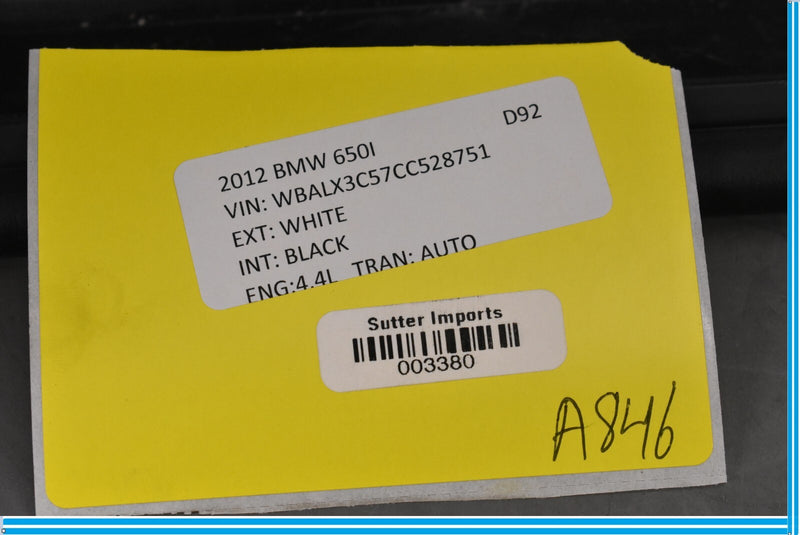 D92
2012 BMW 650I
VIN: WBALX3C57CC528751
EXT: WHITE
INT: BLACK
ENG:4.4L TRAN: AUTO
Sutter Imports
003380
A846